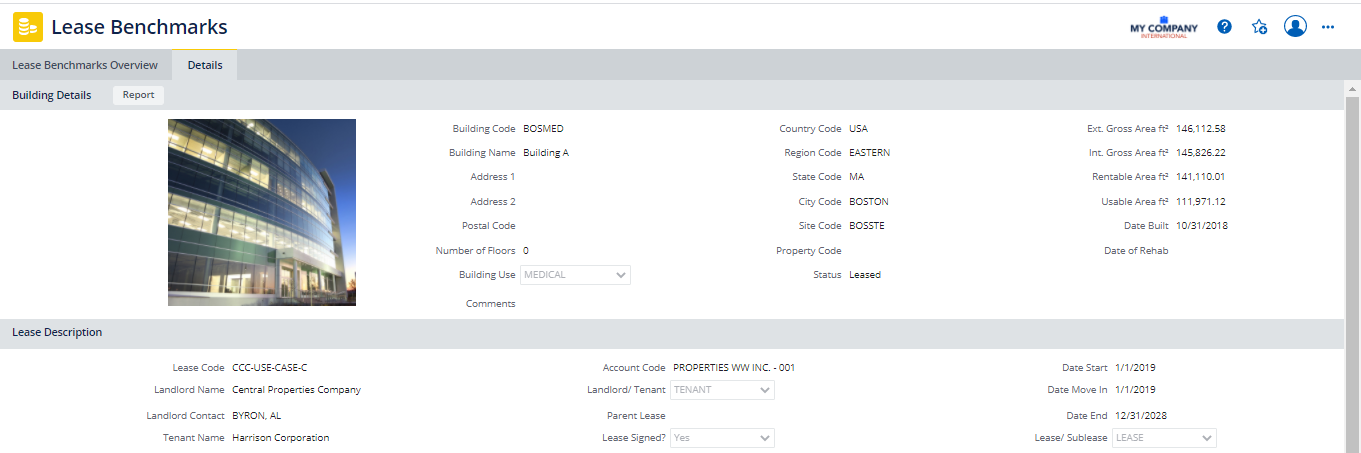 Lease Benchmarks
MY COMPANY
INTERNATIONAL
?
Lease Benchmarks Overview Details
Building Details Report
Building Code BOSMED Country Code USA Ext. Gross Area ft² 146,112.58
Building Name Building A Region Code EASTERN Int. Gross Area ft² 145,826.22
Address 1 State Code MA Rentable Area ft² 141,110.01
Address 2 City Code BOSTON Usable Area ft² 111,971.12
Postal Code Site Code BOSSTE Date Built 10/31/2018
Number of Floors 0 Property Code Date of Rehab
Building Use MEDICAL Status Leased
Comments
Lease Description
Lease Code CCC-USE-CASE-C Account Code PROPERTIES WW INC. - 001 Date Start 1/1/2019
Landlord Name Central Properties Company Landlord/ Tenant TENANT Date Move In 1/1/2019
Landlord Contact BYRON, AL Parent Lease Date End 12/31/2028
Tenant Name Harrison Corporation Lease Signed? Yes Lease/ Sublease LEASE